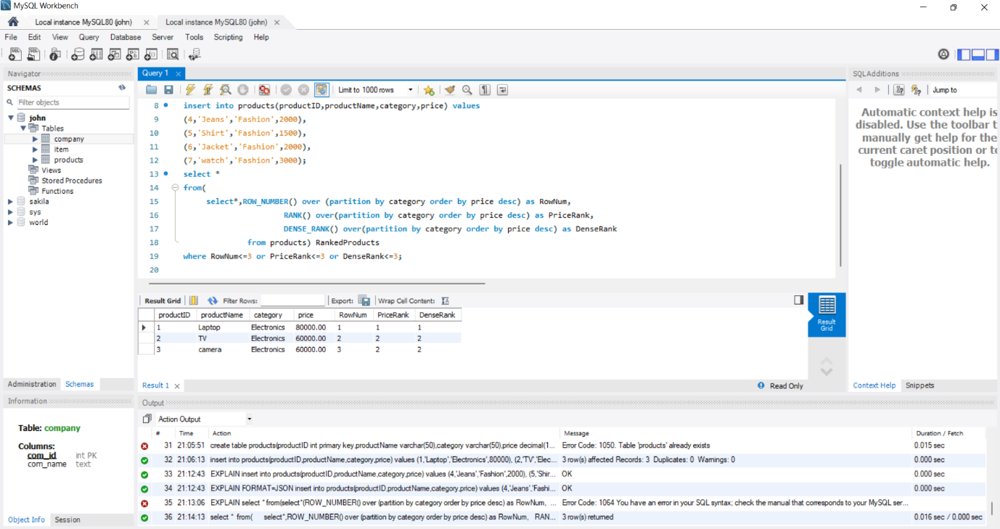 MySQL Workbench
Local instance MySQL80 (john) Local instance MySQL80 (john)
File Edit View Query Database Server Tools Scripting Help
Navigator
SCHEMAS
Filter objects
john
Tables
company
item
products
Views
Stored Procedures
Functions
sakila
sys
world
Administration Schemas
Information
Table: company
Columns:
com_id int PK
com_name text
Object Info Session
Query 1
Limit to 1000 rows
8 insert into products(productID,productName,category,price) values
9 (4,'Jeans','Fashion',2000),
10 (5,'Shirt','Fashion',1500),
11 (6,'Jacket','Fashion',2000),
12 (7,'watch','Fashion',3000);
13 select *
14 from(
15 select*,ROW_NUMBER() over (partition by category order by price desc) as RowNum,
16 RANK() over(partition by category order by price desc) as PriceRank,
17 DENSE_RANK() over(partition by category order by price desc) as DenseRank
18 from products) RankedProducts
19 where RowNum<=3 or PriceRank<=3 or DenseRank<=3;
20
Result Grid Filter Rows: Export: Wrap Cell Content:
productID productName category price RowNum PriceRank DenseRank
1 Laptop Electronics 80000.00 1 1 1
2 TV Electronics 60000.00 2 2 2
3 camera Electronics 60000.00 3 2 2
Result
Grid
Result 1 Read Only
SQLAdditions
Jump to
Automatic context help is
disabled. Use the toolbar t
manually get help for the
current caret position or to
toggle automatic help.
Context Help Snippets
Output
Action Output
# Time Action Message Duration / Fetch
31 21:05:51 create table products(productID int primary key,productName varchar(50),category varchar(50),price decimal(1... Error Code: 1050. Table 'products' already exists 0.015 sec
32 21:06:13 insert into products(productID,productName,category,price) values (1,'Laptop','Electronics',80000), (2,'TV','Elec... 3 row(s) affected Records: 3 Duplicates: 0 Warnings: 0 0.000 sec
33 21:12:43 EXPLAIN insert into products(productID,productName,category,price) values (4,'Jeans','Fashion',2000), (5,'Shir... OK 0.000 sec
34 21:12:43 EXPLAIN FORMAT=JSON insert into products(productID,productName,category,price) values (4,'Jeans','Fashi... OK 0.000 sec
35 21:13:06 EXPLAIN select * from(select*(ROW_NUMBER() over (partition by category order by price desc) as RowNum, ... Error Code: 1064 You have an error in your SQL syntax; check the manual that corresponds to your MySQL ser... 0.000 sec
36 21:14:13 select * from( select*,ROW_NUMBER() over (partition by category order by price desc) as RowNum, RAN... 3 row(s) returned 0.016 sec / 0.000 sec